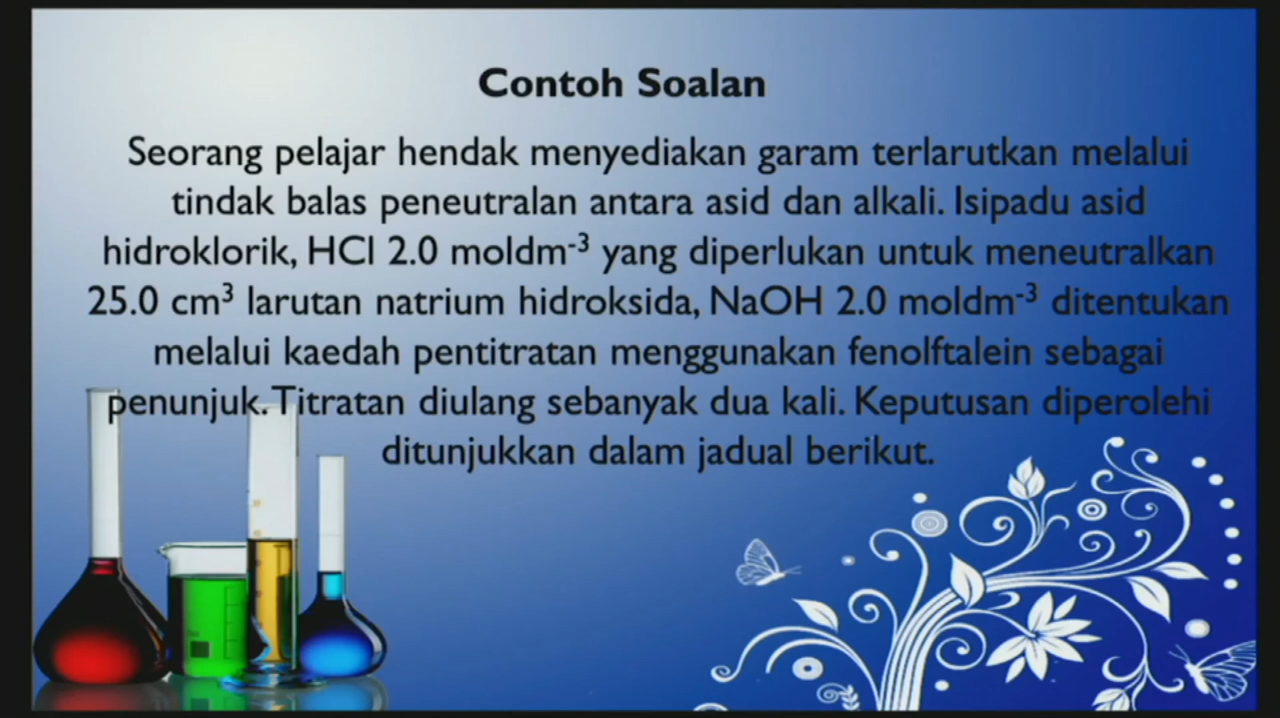 Contoh Soalan
Seorang pelajar hendak menyediakan garam terlarutkan melalui
tindak balas peneutralan antara asid dan alkali. Isipadu asid
hidroklorik, HCl 2.0 moldm⁻³ yang diperlukan untuk meneutralkan
25.0 cm³ larutan natrium hidroksida, NaOH 2.0 moldm⁻³ ditentukan
melalui kaedah pentitratan menggunakan fenolftalein sebagai
penunjuk. Titratan diulang sebanyak dua kali. Keputusan diperolehi
ditunjukkan dalam jadual berikut.